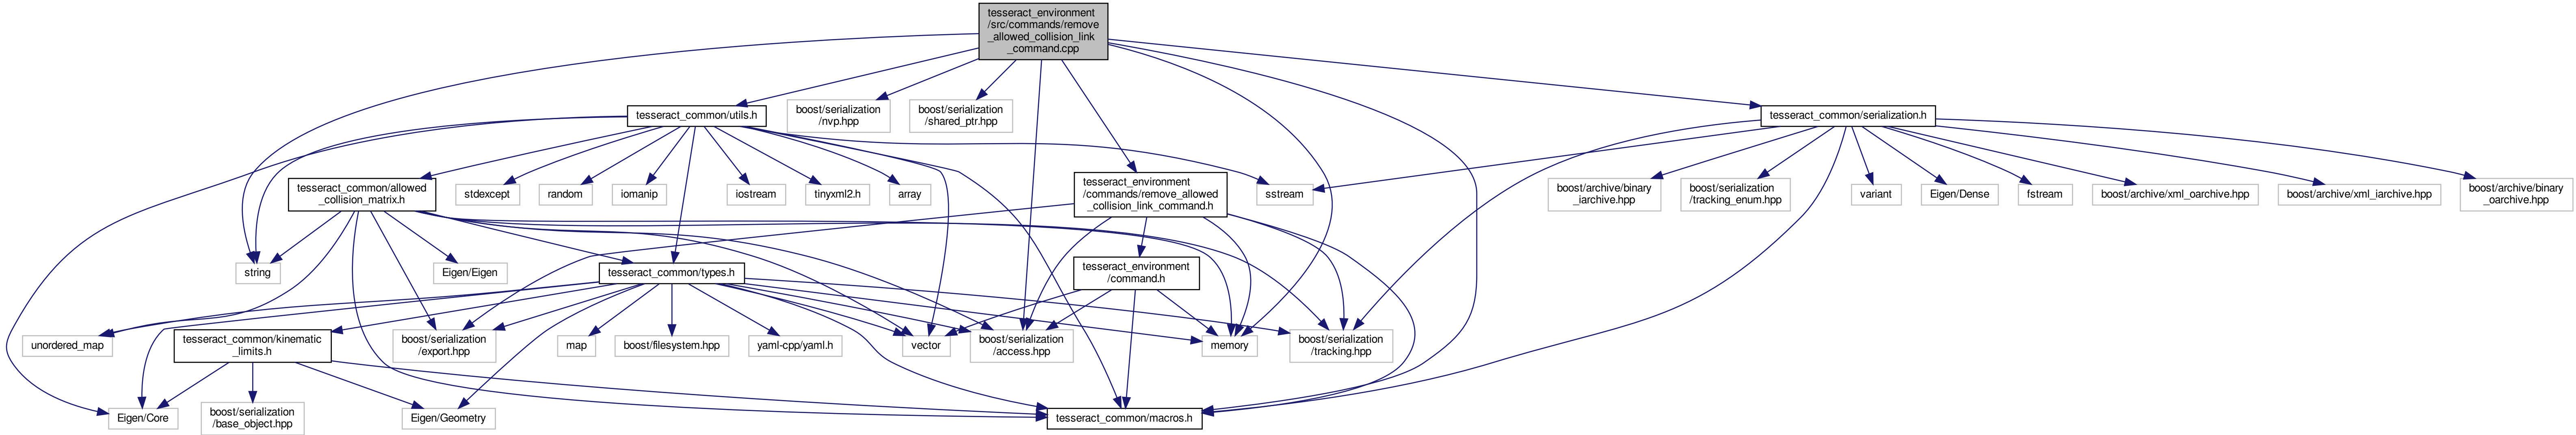 tesseract_environment
/src/commands/remove
_allowed_collision_link
_command.cpp
tesseract_common/utils.h
boost/serialization
/nvp.hpp
boost/serialization
/shared_ptr.hpp
tesseract_common/serialization.h
tesseract_common/allowed
_collision_matrix.h
stdexcept
random
iomanip
iostream
tinyxml2.h
array
tesseract_environment
/commands/remove_allowed
_collision_link_command.h
sstream
boost/archive/binary
_iarchive.hpp
boost/serialization
/tracking_enum.hpp
variant
Eigen/Dense
fstream
boost/archive/xml_oarchive.hpp
boost/archive/xml_iarchive.hpp
boost/archive/binary
_oarchive.hpp
string
Eigen/Eigen
tesseract_common/types.h
tesseract_environment
/command.h
unordered_map
tesseract_common/kinematic
_limits.h
boost/serialization
/export.hpp
map
boost/filesystem.hpp
yaml-cpp/yaml.h
vector
boost/serialization
/access.hpp
memory
boost/serialization
/tracking.hpp
Eigen/Core
boost/serialization
/base_object.hpp
Eigen/Geometry
tesseract_common/macros.h